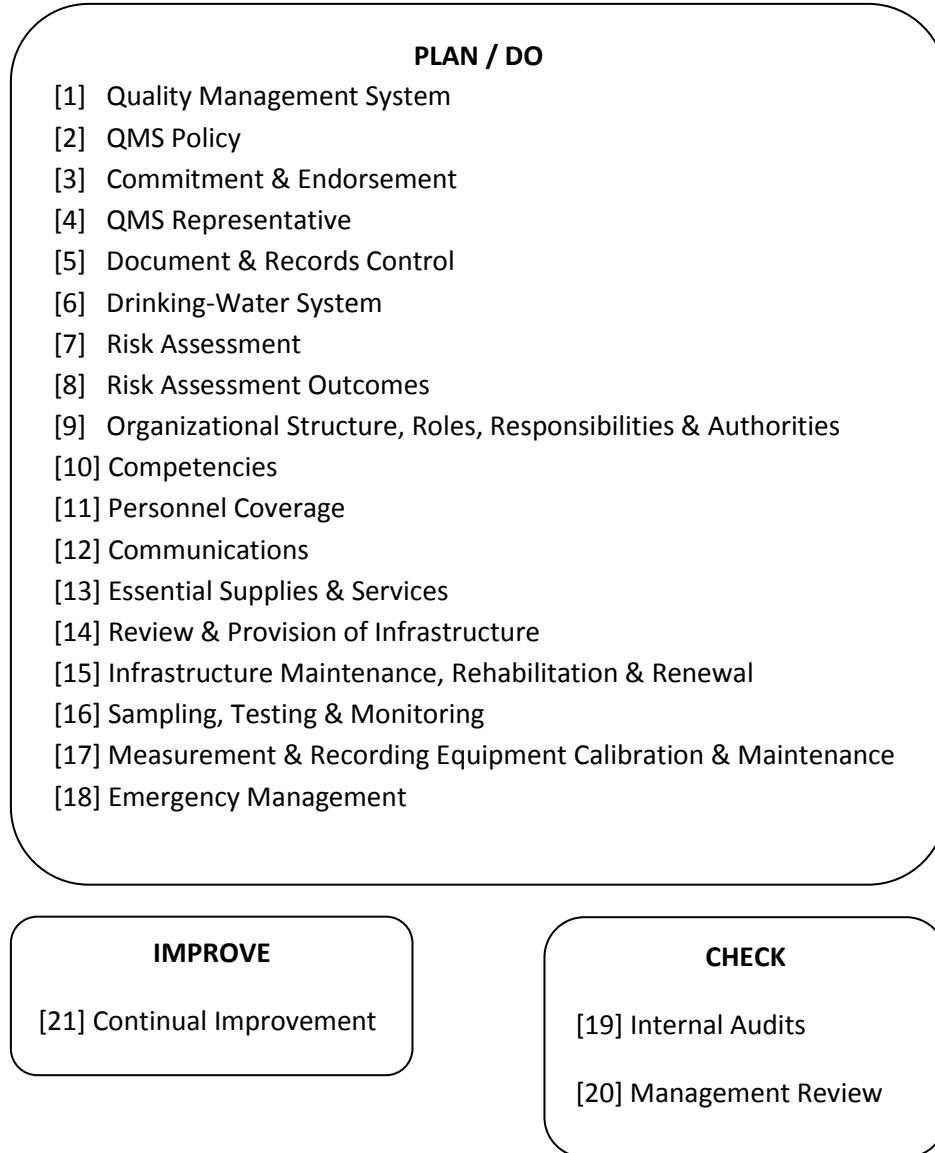 PLAN / DO
[1] Quality Management System
[2] QMS Policy
[3] Commitment & Endorsement
[4] QMS Representative
[5] Document & Records Control
[6] Drinking-Water System
[7] Risk Assessment
[8] Risk Assessment Outcomes
[9] Organizational Structure, Roles, Responsibilities & Authorities
[10] Competencies
[11] Personnel Coverage
[12] Communications
[13] Essential Supplies & Services
[14] Review & Provision of Infrastructure
[15] Infrastructure Maintenance, Rehabilitation & Renewal
[16] Sampling, Testing & Monitoring
[17] Measurement & Recording Equipment Calibration & Maintenance
[18] Emergency Management
IMPROVE
[21] Continual Improvement
CHECK
[19] Internal Audits
[20] Management Review